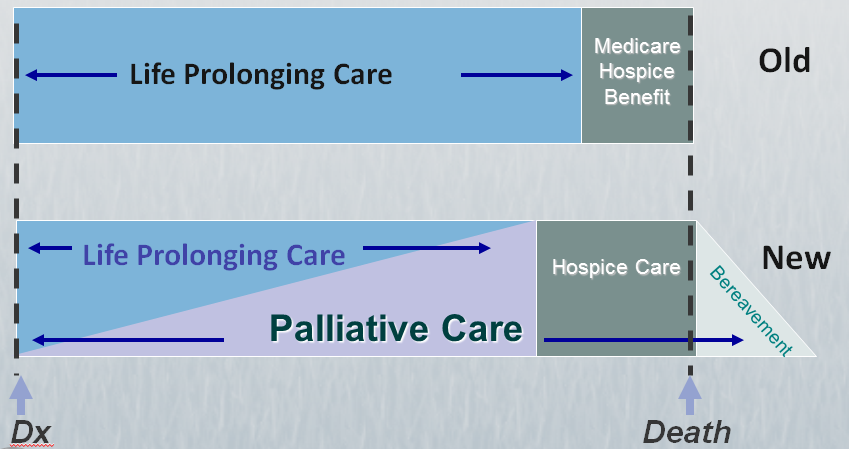 Life Prolonging Care
Medicare
Hospice
Benefit
Old
Life Prolonging Care
Hospice Care
New
Bereavement
Palliative Care
Dx
Death